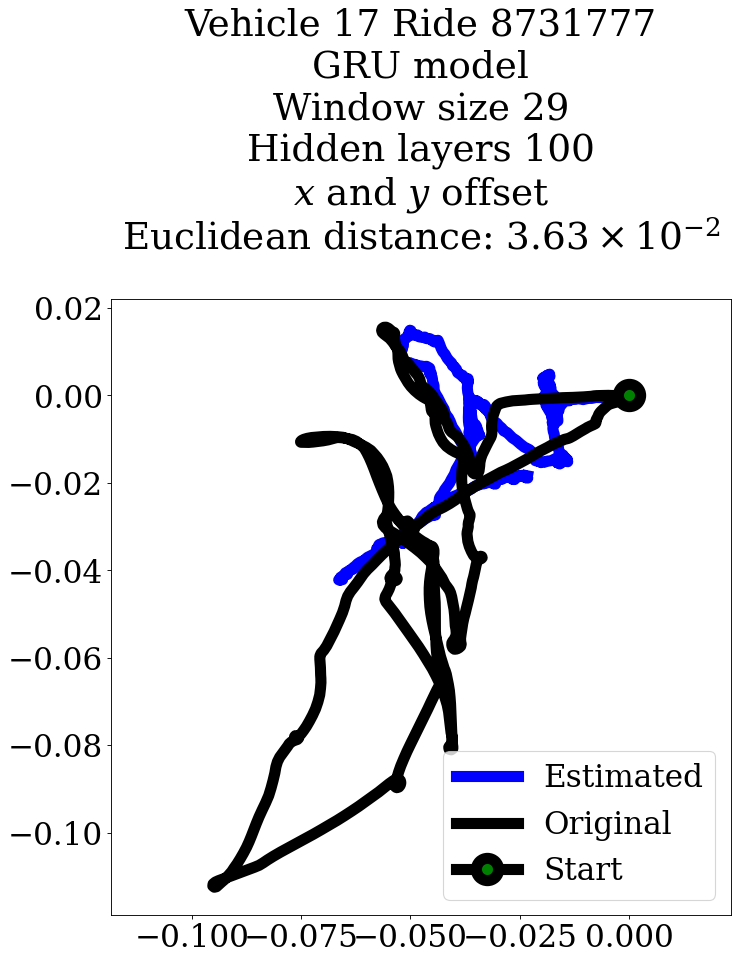 Vehicle 17 Ride 8731777
GRU model
Window size 29
Hidden layers 100
x and y offset
Euclidean distance: 3.63 × 10⁻²
0.02
0.00
−0.02
−0.04
−0.06
−0.08
−0.10
Estimated
Original
Start
−0.100 −0.075 −0.050 −0.025 0.000